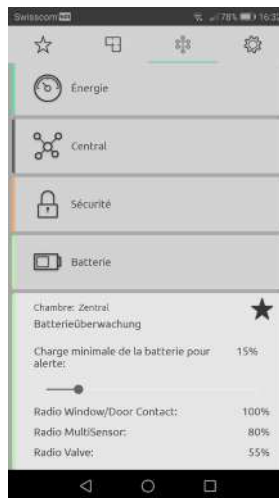 Swisscom
78% 16:32
Énergie
Central
Sécurité
Batterie
Chambre: Zentral
Batterieüberwachung
Charge minimale de la batterie pour 15%
alerte:
Radio Window/Door Contact: 100%
Radio MultiSensor: 80%
Radio Valve: 55%